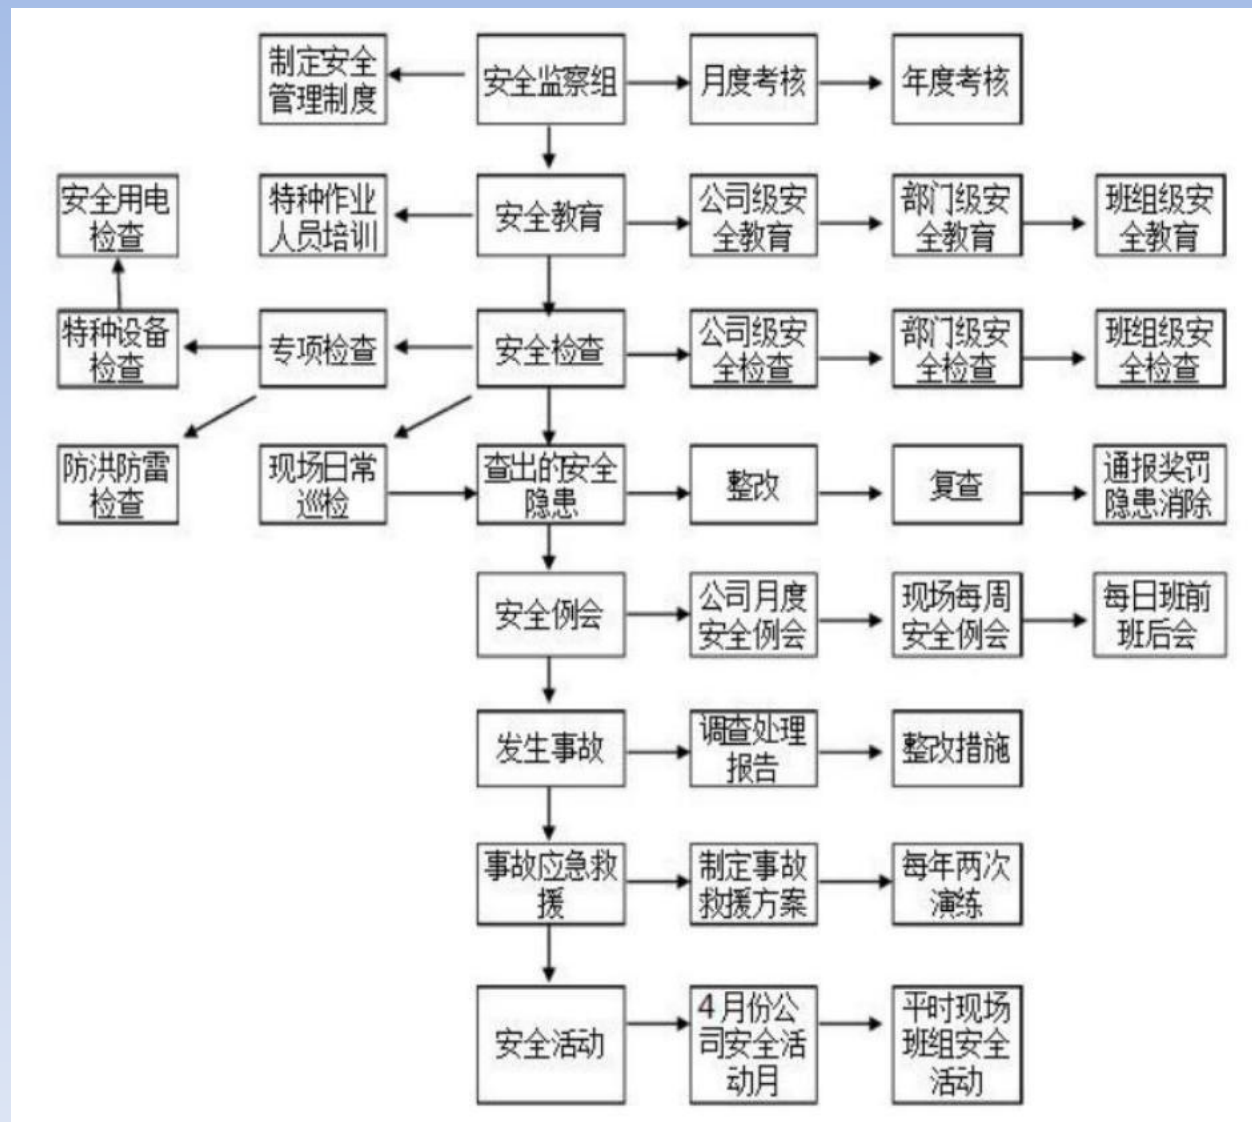 制定安全
管理制度
安全监察组
月度考核
年度考核
安全用电
检查
特种作业
人员培训
安全教育
公司级安
全教育
部门级安
全教育
班组级安
全教育
特种设备
检查
专项检查
安全检查
公司级安
全检查
部门级安
全检查
班组级安
全检查
防洪防雷
检查
现场日常
巡检
查出的安全
隐患
整改
复查
通报奖罚
隐患消除
安全例会
公司月度
安全例会
现场每周
安全例会
每日班前
班后会
发生事故
调查处理
报告
整改措施
事故应急救
援
制定事故
救援方案
每年两次
演练
安全活动
4月份公
司安全活
动月
平时现场
班组安全
活动